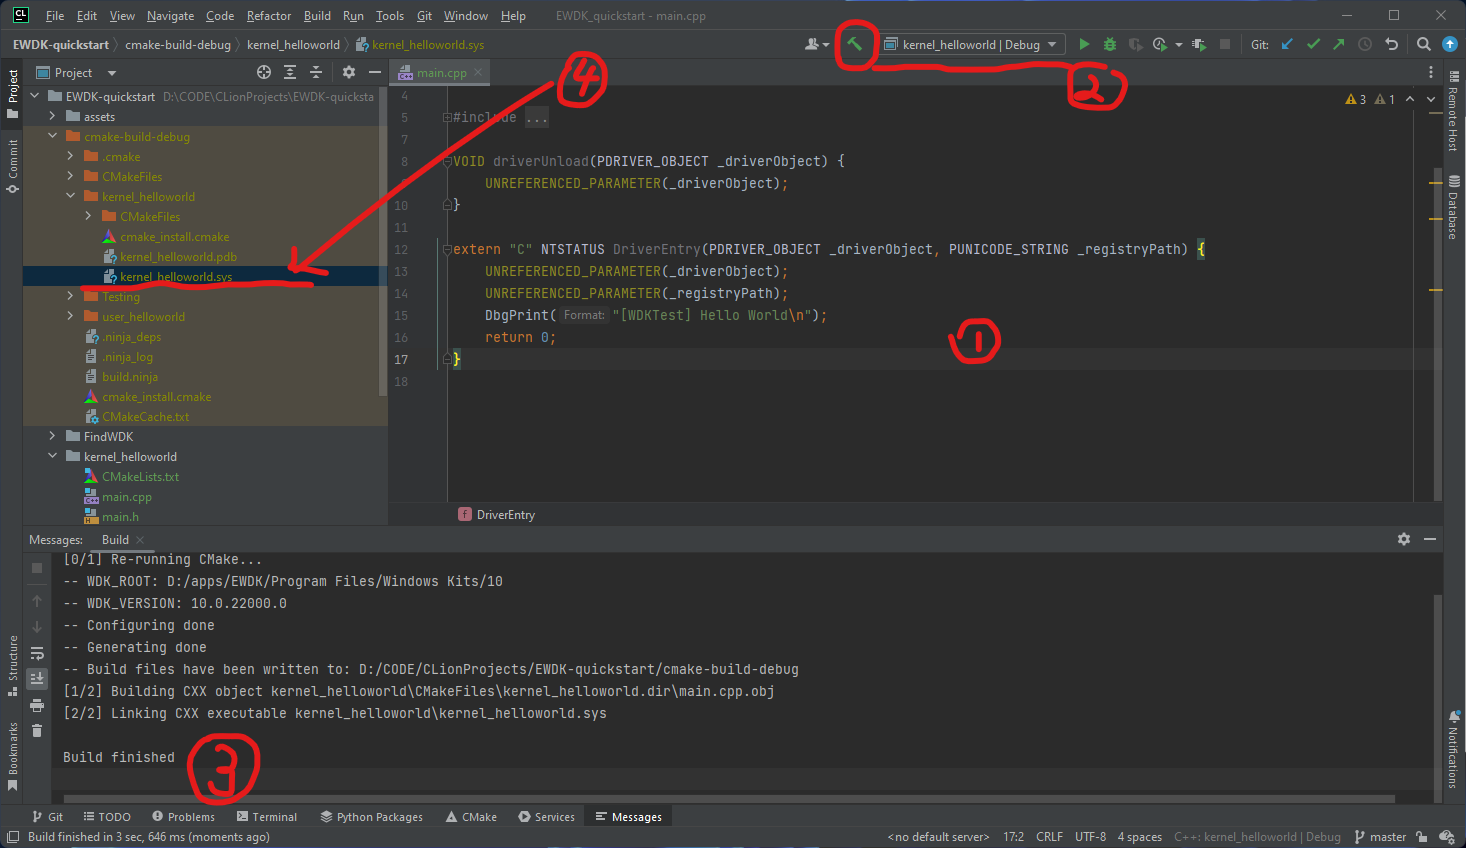 CL File Edit View Navigate Code Refactor Build Run Tools Git Window Help EWDK_quickstart - main.cpp
EWDK-quickstart cmake-build-debug kernel_helloworld kernel_helloworld.sys kernel_helloworld | Debug Git:
2
4
Project
Commit
Structure
Bookmarks
Project
EWDK-quickstart D:\CODE\CLionProjects\EWDK-quicksta
assets
cmake-build-debug
.cmake
CMakeFiles
kernel_helloworld
CMakeFiles
cmake_install.cmake
kernel_helloworld.pdb
kernel_helloworld.sys
Testing
user_helloworld
.ninja_deps
.ninja_log
build.ninja
cmake_install.cmake
CMakeCache.txt
FindWDK
kernel_helloworld
CMakeLists.txt
main.cpp
main.h
main.cpp
3 1
4
5 #include ...
7
8 VOID driverUnload(PDRIVER_OBJECT _driverObject) {
UNREFERENCED_PARAMETER(_driverObject);
10 }
11
12 extern "C" NTSTATUS DriverEntry(PDRIVER_OBJECT _driverObject, PUNICODE_STRING _registryPath) {
13 UNREFERENCED_PARAMETER(_driverObject);
14 UNREFERENCED_PARAMETER(_registryPath);
15 DbgPrint( Format: "[WDKTest] Hello World\n");
16 return 0;
17 }
18
1
f DriverEntry
Remote Host
Database
Notifications
Messages: Build
[0/1] Re-running CMake...
-- WDK_ROOT: D:/apps/EWDK/Program Files/Windows Kits/10
-- WDK_VERSION: 10.0.22000.0
-- Configuring done
-- Generating done
-- Build files have been written to: D:/CODE/CLionProjects/EWDK-quickstart/cmake-build-debug
[1/2] Building CXX object kernel_helloworld\CMakeFiles\kernel_helloworld.dir\main.cpp.obj
[2/2] Linking CXX executable kernel_helloworld\kernel_helloworld.sys
Build finished
3
Git TODO Problems Terminal Python Packages CMake Services Messages
Build finished in 3 sec, 646 ms (moments ago) <no default server> 17:2 CRLF UTF-8 4 spaces C++: kernel_helloworld | Debug master